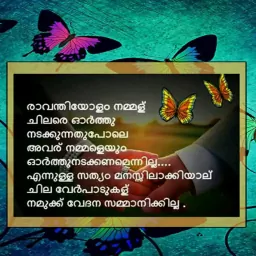 രാവന്തിയോളം നമ്മള്
ചിലരെ ഓർത്തു
നടക്കുന്നതുപോലെ
അവര് നമ്മളെയും
ഓർത്തുനടക്കണമെന്നില്ല....
എന്നുള്ള സത്യം മനസ്സിലാക്കിയാല്
ചില വേർപാടുകള്
നമുക്ക് വേദന സമ്മാനിക്കില്ല .